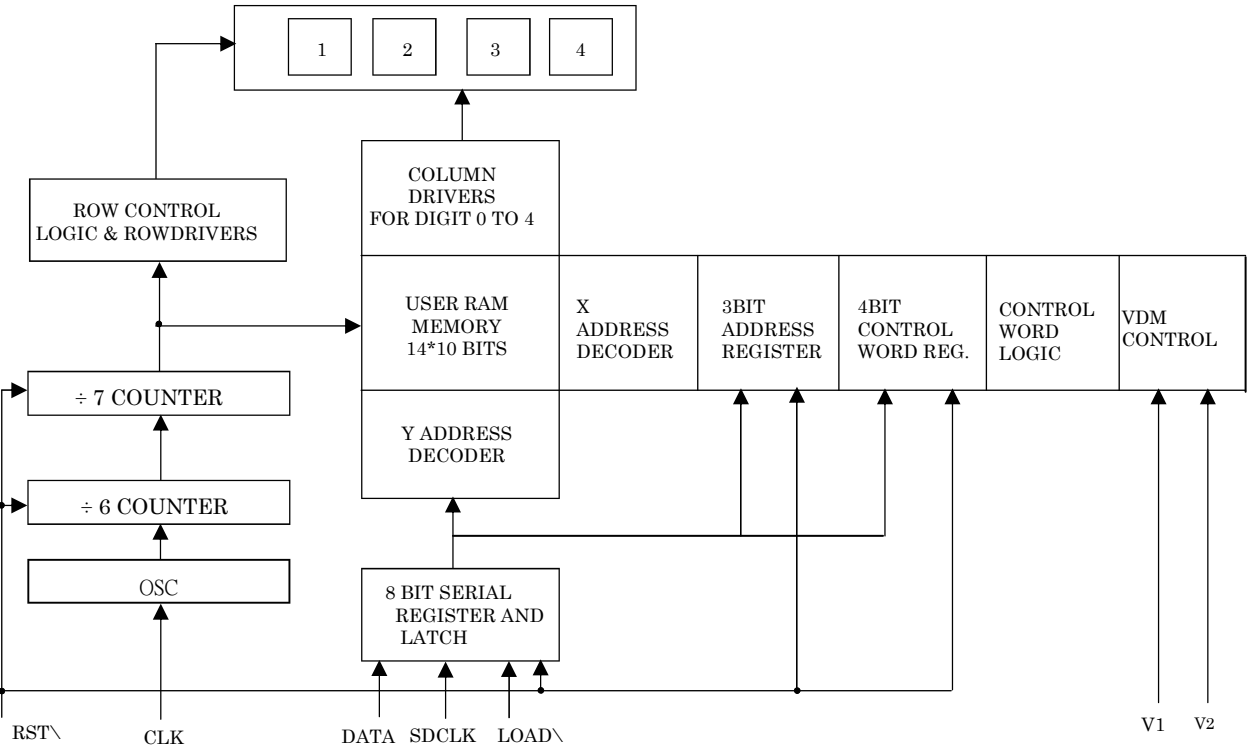 1 2 3 4
COLUMN
DRIVERS
FOR DIGIT 0 TO 4
ROW CONTROL
LOGIC & ROWDRIVERS
USER RAM
MEMORY
14*10 BITS
X
ADDRESS
DECODER
3BIT
ADDRESS
REGISTER
4BIT
CONTROL
WORD REG.
CONTROL
WORD
LOGIC
VDM
CONTROL
÷ 7 COUNTER
Y ADDRESS
DECODER
÷ 6 COUNTER
OSC
8 BIT SERIAL
REGISTER AND
LATCH
RST\
CLK
DATA
SDCLK
LOAD\
V1
V2